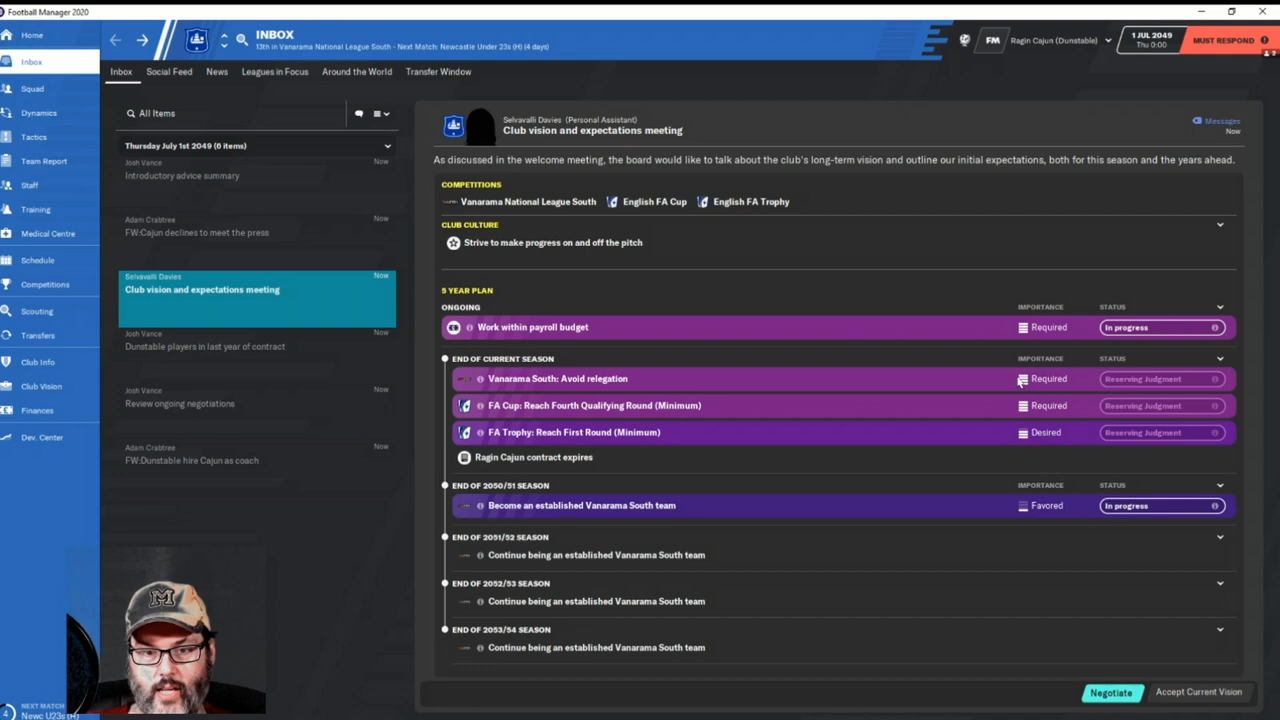 Football Manager 2020
Home
Inbox
Squad
Dynamics
Tactics
Team Report
Staff
Training
Medical Centre
Schedule
Competitions
Scouting
Transfers
Club Info
Club Vision
Finances
Dev. Center
4
NEXT MATCH
Newc U23s (H)
INBOX
13th in Vanarama National League South - Next Match: Newcastle Under 23s (H) (4 days)
FM
Ragin Cajun (Dunstable)
1 JUL 2049
Thu 0:00
MUST RESPOND
Inbox Social Feed News Leagues in Focus Around the World Transfer Window
All Items
Thursday July 1st 2049 (6 items)
Josh Vance Now
Introductory advice summary
Adam Crabtree Now
FW:Cajun declines to meet the press
Selvavalli Davies Now
Club vision and expectations meeting
Josh Vance Now
Dunstable players in last year of contract
Josh Vance Now
Review ongoing negotiations
Adam Crabtree Now
FW:Dunstable hire Cajun as coach
Selvavalli Davies (Personal Assistant)
Club vision and expectations meeting
Messages
Now
As discussed in the welcome meeting, the board would like to talk about the club's long-term vision and outline our initial expectations, both for this season and the years ahead.
COMPETITIONS
Vanarama National League South English FA Cup English FA Trophy
CLUB CULTURE
Strive to make progress on and off the pitch
5 YEAR PLAN
ONGOING IMPORTANCE STATUS
Work within payroll budget Required In progress
END OF CURRENT SEASON IMPORTANCE STATUS
Vanarama South: Avoid relegation Required Reserving Judgment
FA Cup: Reach Fourth Qualifying Round (Minimum) Required Reserving Judgment
FA Trophy: Reach First Round (Minimum) Desired Reserving Judgment
Ragin Cajun contract expires
END OF 2050/51 SEASON IMPORTANCE STATUS
Become an established Vanarama South team Favored In progress
END OF 2051/52 SEASON
Continue being an established Vanarama South team
END OF 2052/53 SEASON
Continue being an established Vanarama South team
END OF 2053/54 SEASON
Continue being an established Vanarama South team
Negotiate Accept Current Vision
M